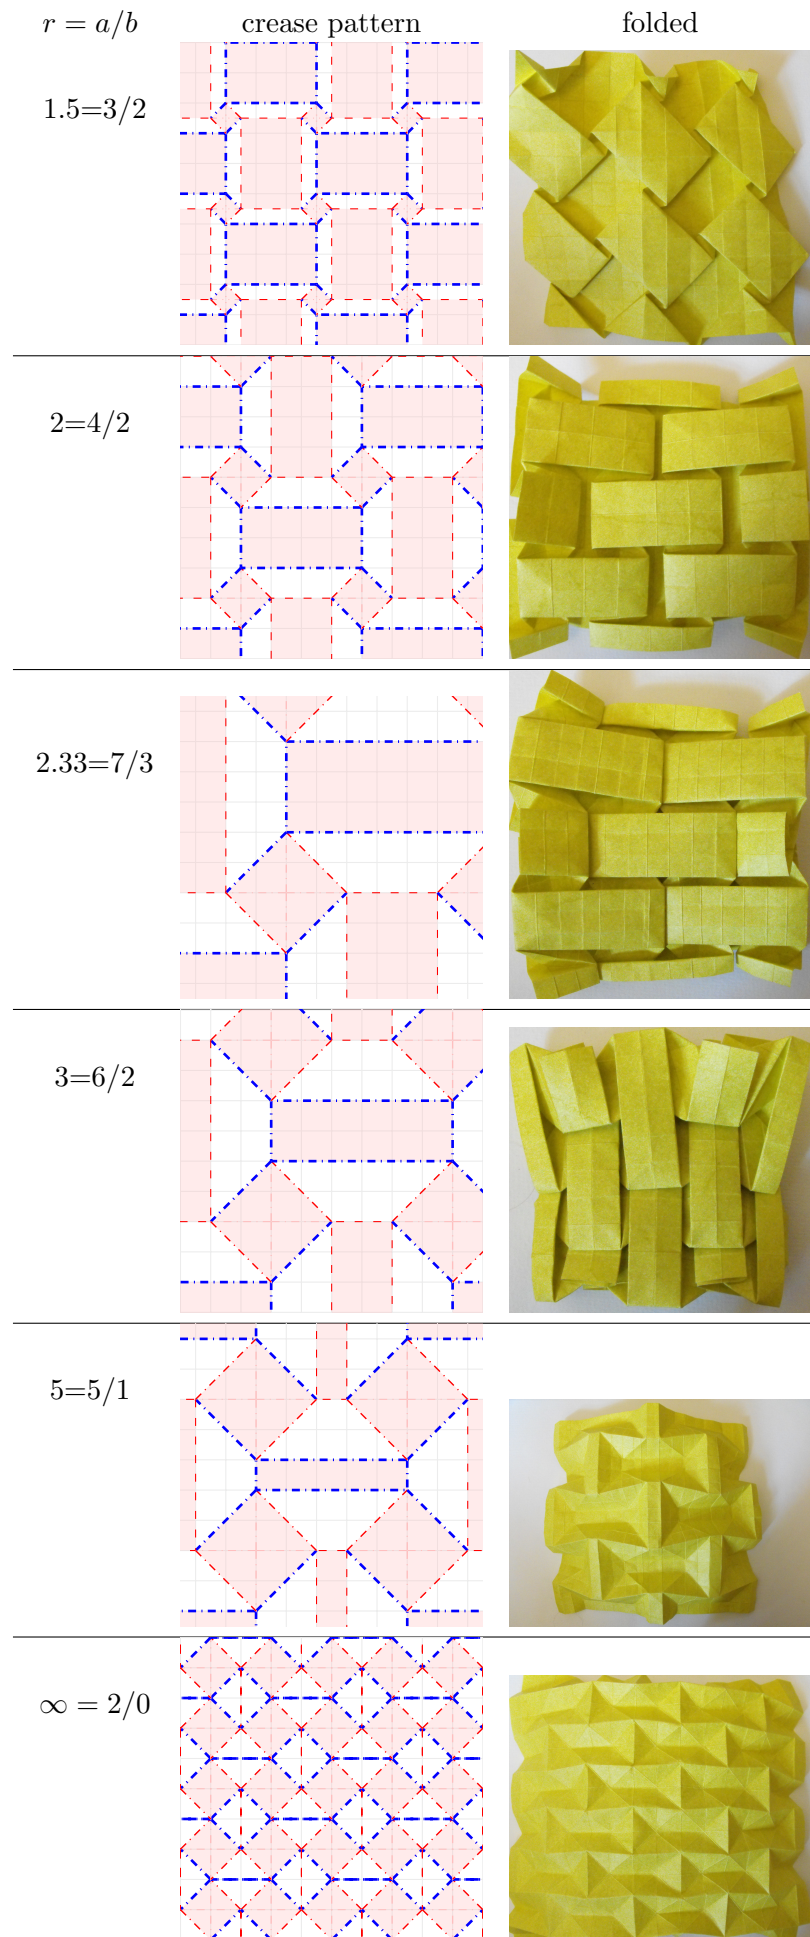 r = a/b crease pattern folded
1.5=3/2
2=4/2
2.33=7/3
3=6/2
5=5/1
∞ = 2/0